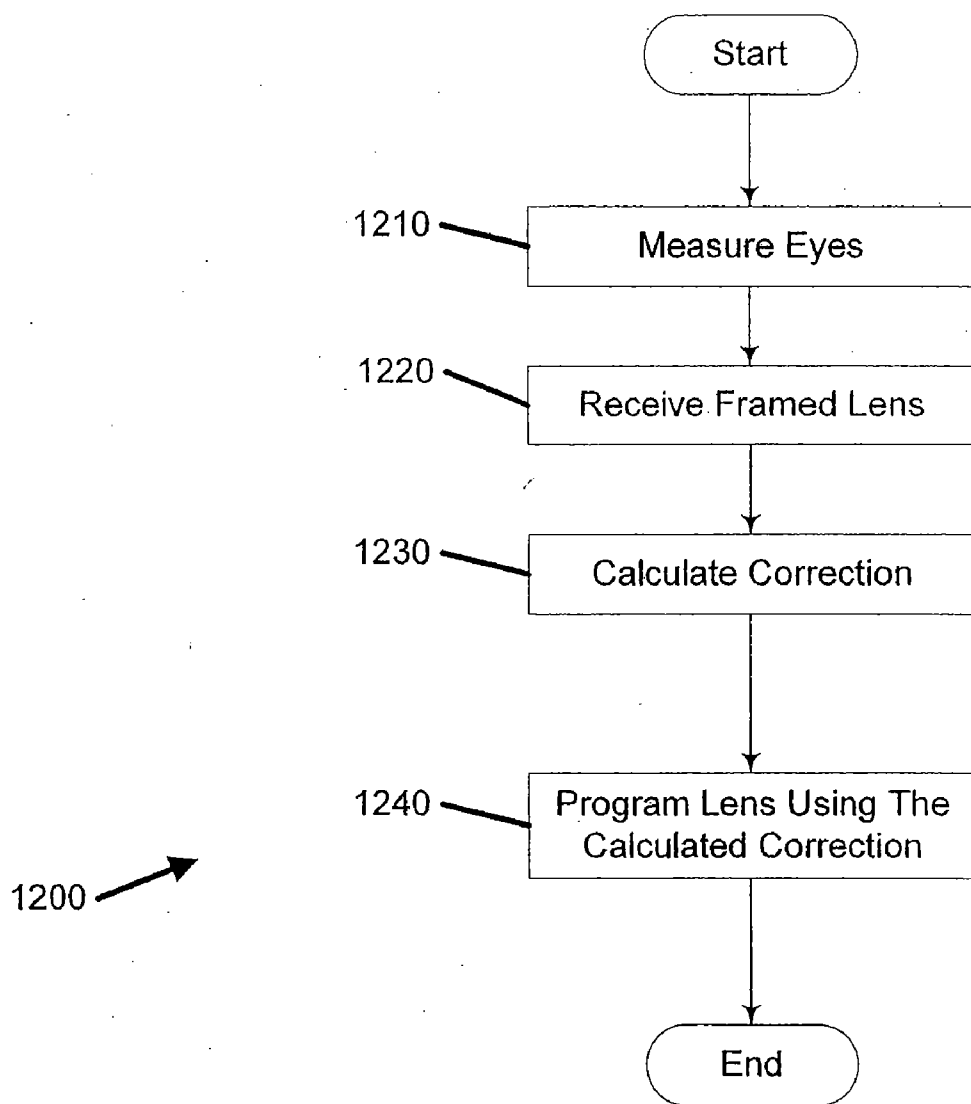 Start
1210
Measure Eyes
1220
Receive Framed Lens
1230
Calculate Correction
1240
Program Lens Using The
Calculated Correction
1200
End